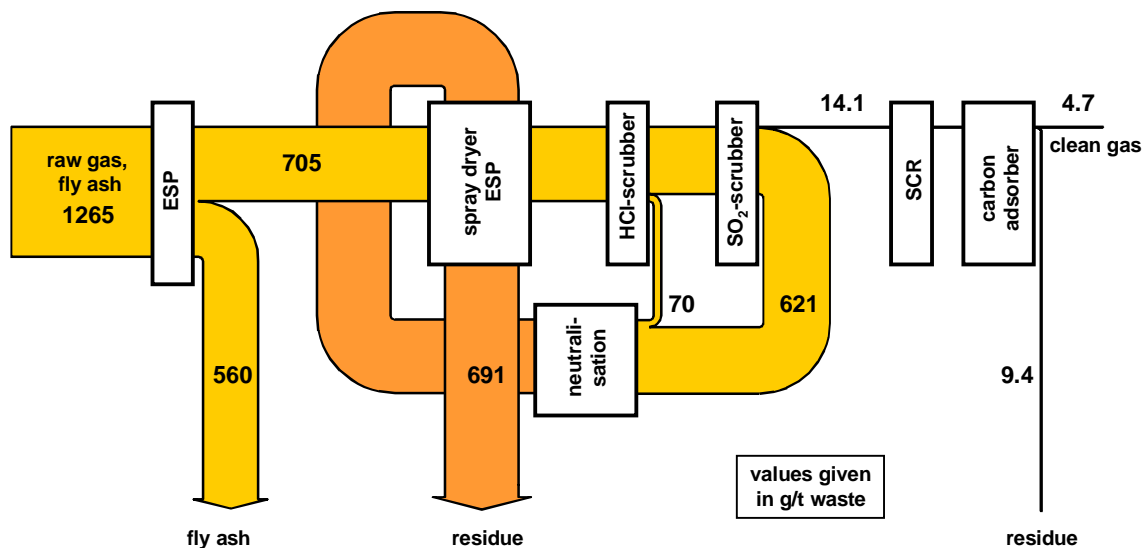 14.1
4.7
clean gas
raw gas,
fly ash
1265
ESP
705
spray dryer
ESP
HCl-scrubber
SO₂-scrubber
SCR
carbon
adsorber
70
621
neutrali-
sation
560
691
9.4
values given
in g/t waste
fly ash
residue
residue